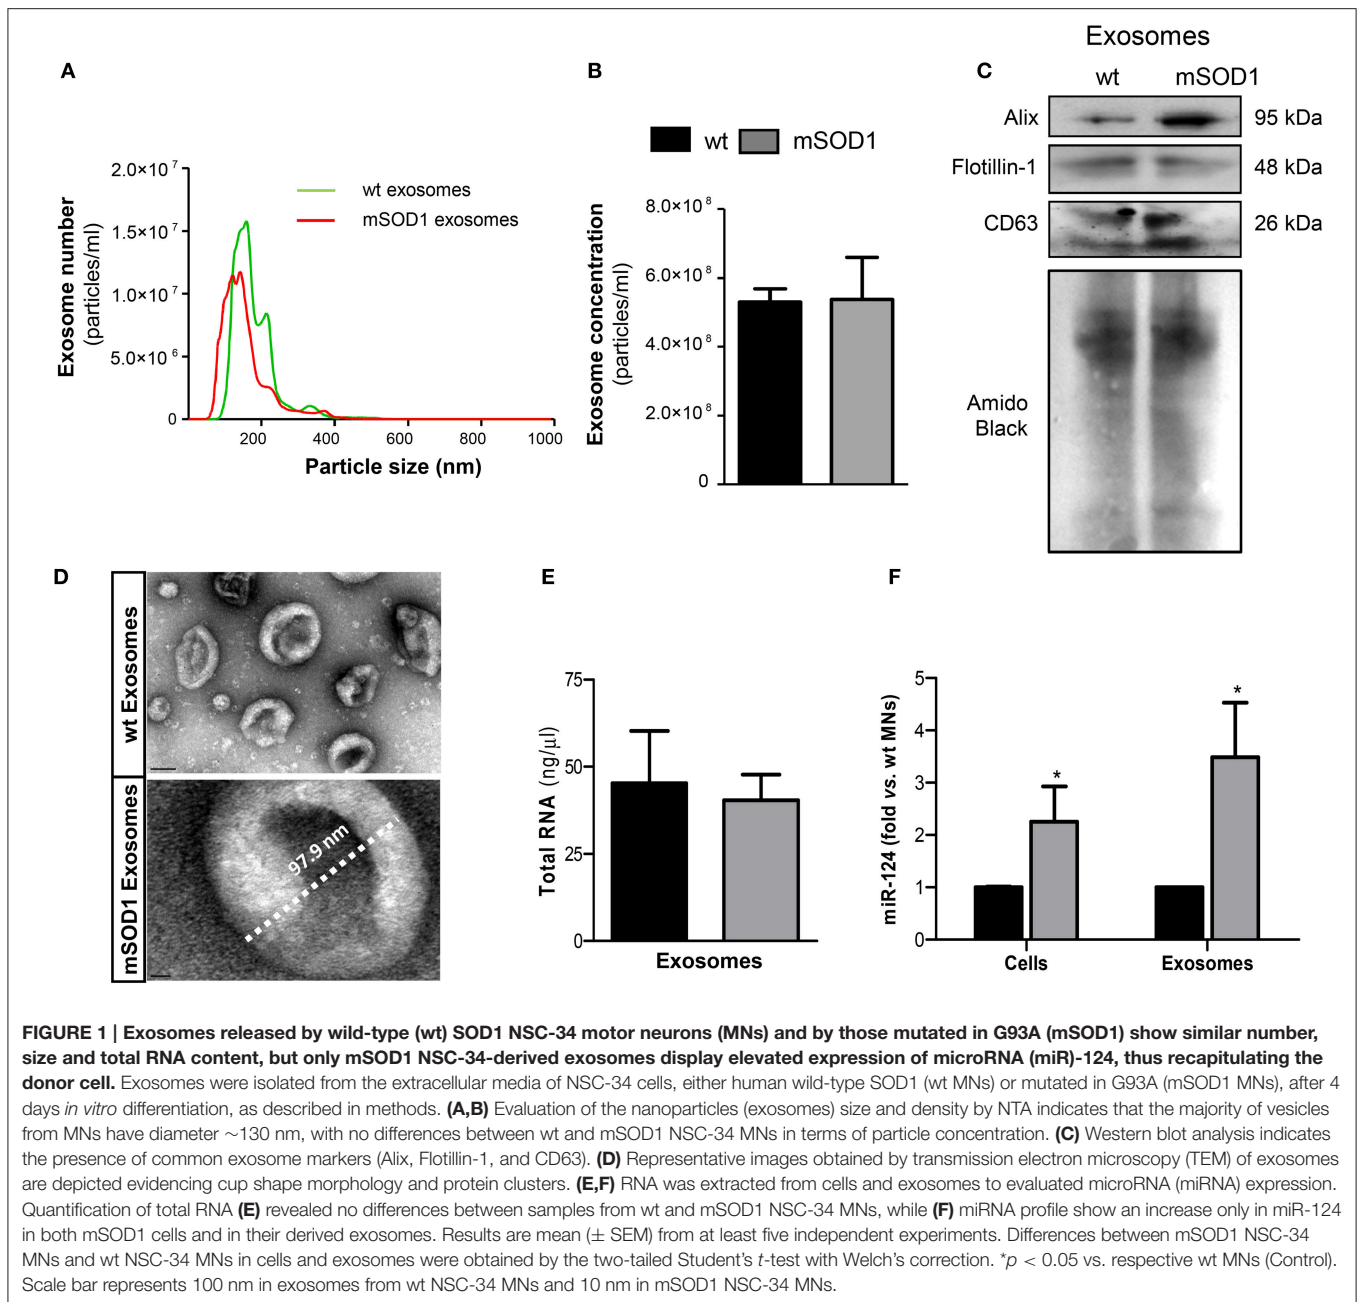 A
2.0×10⁷
1.5×10⁷
1.0×10⁷
5.0×10⁶
0
Exosome number
(particles/ml)
wt exosomes
mSOD1 exosomes
200
400
600
800
1000
Particle size (nm)
B
wt
mSOD1
8.0×10⁸
6.0×10⁸
4.0×10⁸
2.0×10⁸
0
Exosome concentration
(particles/ml)
C
Exosomes
wt mSOD1
Alix 95 kDa
Flotillin-1 48 kDa
CD63 26 kDa
Amido
Black
D
wt Exosomes
mSOD1 Exosomes
97.9 nm
E
75
50
25
0
Total RNA (ng/µl)
Exosomes
F
5
4
3
2
1
0
miR-124 (fold vs. wt MNs)
*
*
Cells
Exosomes
FIGURE 1 | Exosomes released by wild-type (wt) SOD1 NSC-34 motor neurons (MNs) and by those mutated in G93A (mSOD1) show similar number,
size and total RNA content, but only mSOD1 NSC-34-derived exosomes display elevated expression of microRNA (miR)-124, thus recapitulating the
donor cell. Exosomes were isolated from the extracellular media of NSC-34 cells, either human wild-type SOD1 (wt MNs) or mutated in G93A (mSOD1 MNs), after 4
days in vitro differentiation, as described in methods. (A,B) Evaluation of the nanoparticles (exosomes) size and density by NTA indicates that the majority of vesicles
from MNs have diameter ~130 nm, with no differences between wt and mSOD1 NSC-34 MNs in terms of particle concentration. (C) Western blot analysis indicates
the presence of common exosome markers (Alix, Flotillin-1, and CD63). (D) Representative images obtained by transmission electron microscopy (TEM) of exosomes
are depicted evidencing cup shape morphology and protein clusters. (E,F) RNA was extracted from cells and exosomes to evaluated microRNA (miRNA) expression.
Quantification of total RNA (E) revealed no differences between samples from wt and mSOD1 NSC-34 MNs, while (F) miRNA profile show an increase only in miR-124
in both mSOD1 cells and in their derived exosomes. Results are mean (± SEM) from at least five independent experiments. Differences between mSOD1 NSC-34
MNs and wt NSC-34 MNs in cells and exosomes were obtained by the two-tailed Student's t-test with Welch's correction. *p < 0.05 vs. respective wt MNs (Control).
Scale bar represents 100 nm in exosomes from wt NSC-34 MNs and 10 nm in mSOD1 NSC-34 MNs.